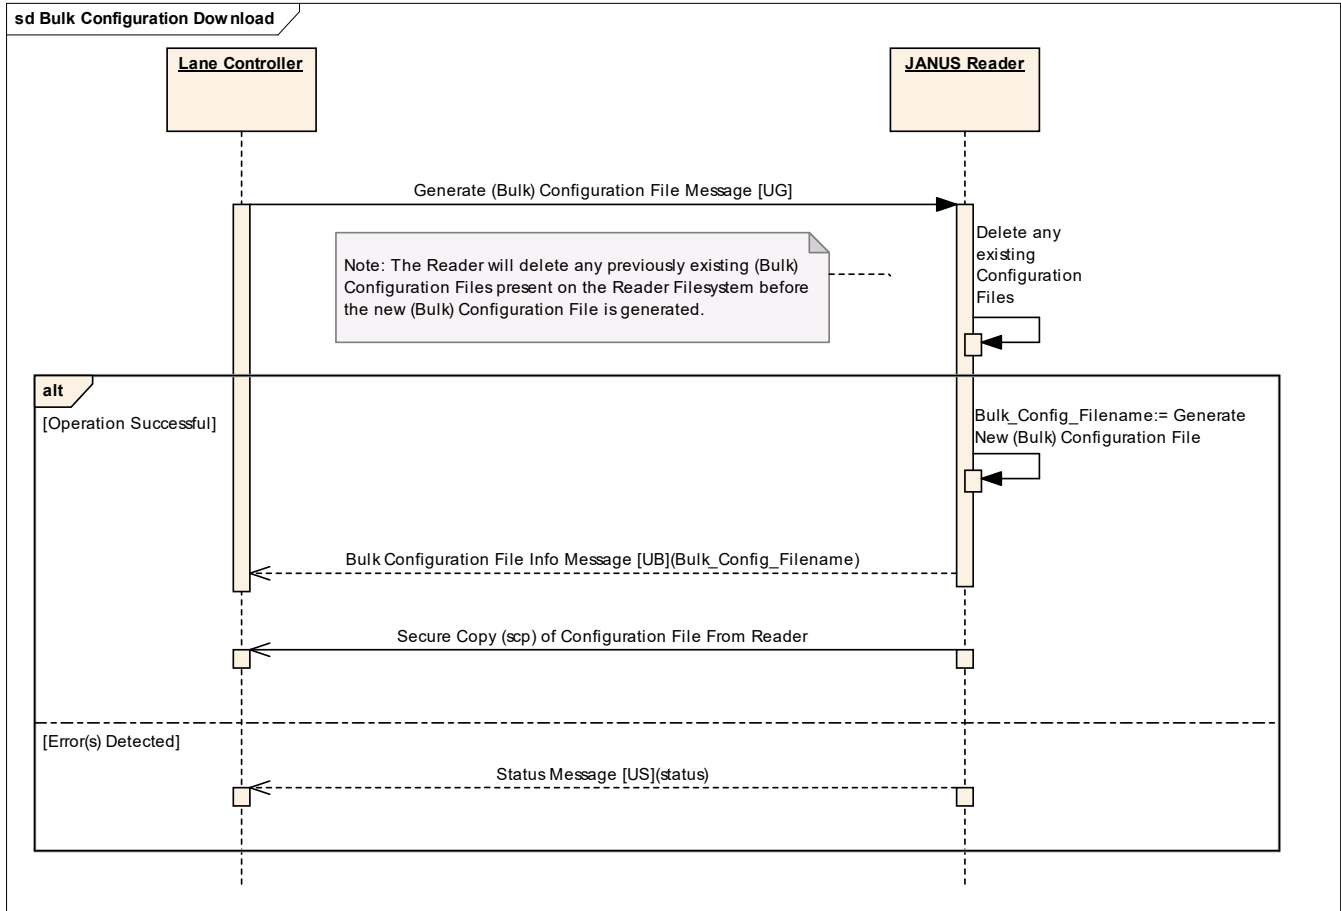 sd Bulk Configuration Download
Lane Controller
JANUS Reader
Generate (Bulk) Configuration File Message [UG]
Note: The Reader will delete any previously existing (Bulk)
Configuration Files present on the Reader Filesystem before
the new (Bulk) Configuration File is generated.
Delete any
existing
Configuration
Files
alt
[Operation Successful]
Bulk_Config_Filename:= Generate
New (Bulk) Configuration File
Bulk Configuration File Info Message [UB](Bulk_Config_Filename)
Secure Copy (scp) of Configuration File From Reader
[Error(s) Detected]
Status Message [US](status)